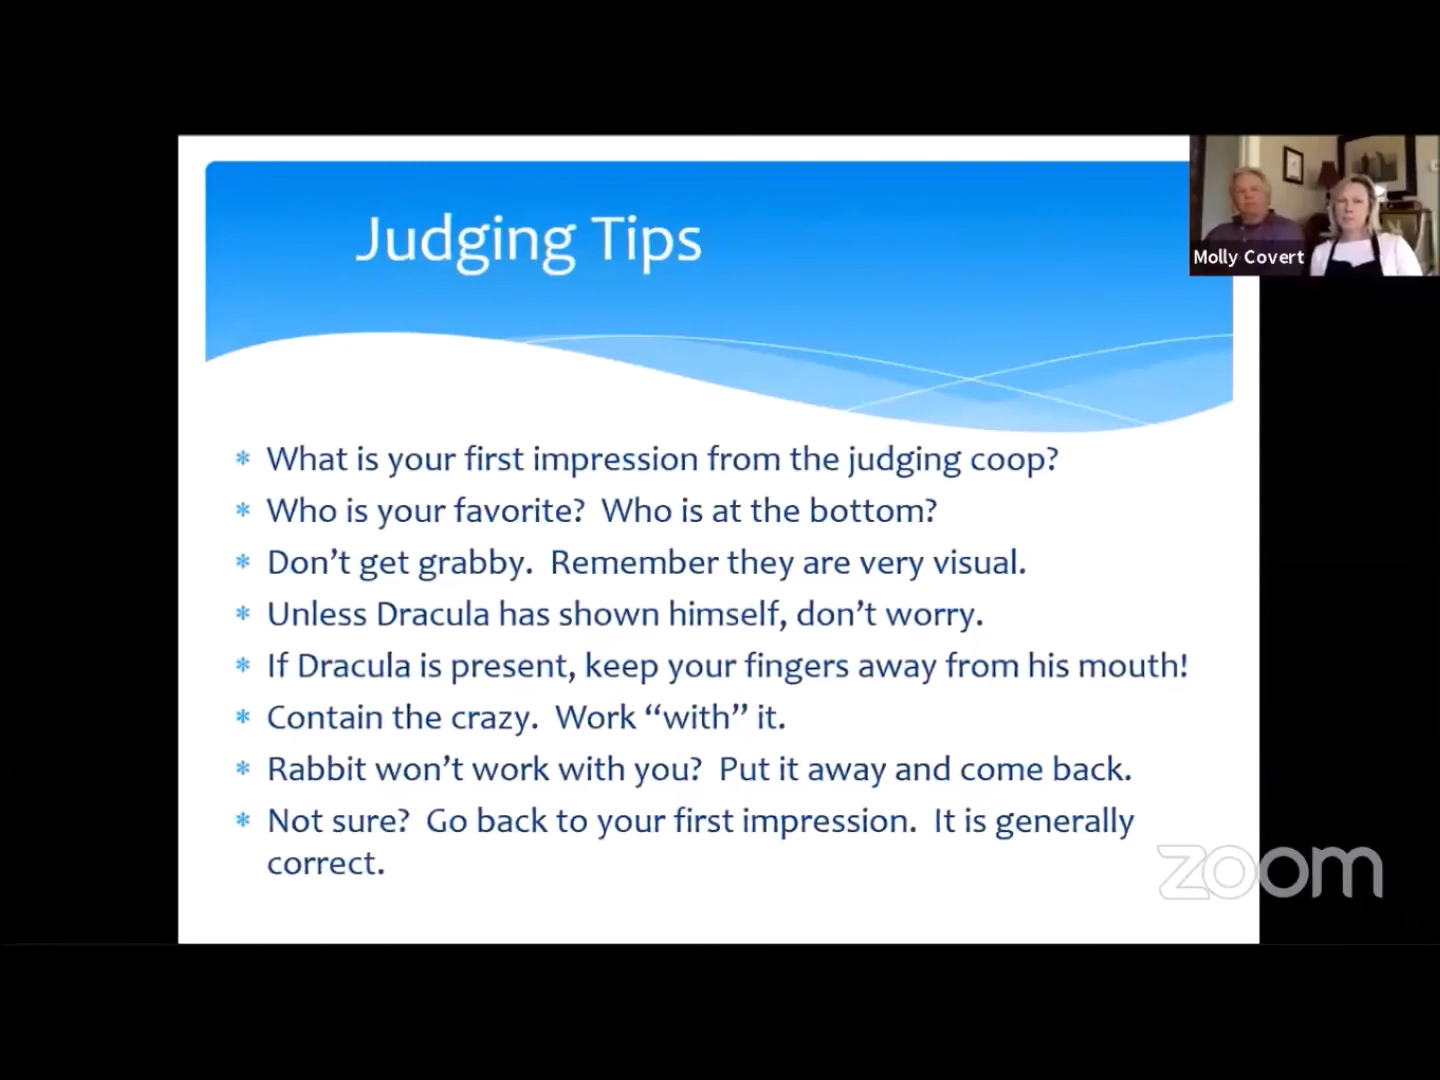 Judging Tips
Molly Covert
* What is your first impression from the judging coop?
* Who is your favorite?  Who is at the bottom?
* Don’t get grabby.  Remember they are very visual.
* Unless Dracula has shown himself, don’t worry.
* If Dracula is present, keep your fingers away from his mouth!
* Contain the crazy.  Work “with” it.
* Rabbit won’t work with you?  Put it away and come back.
* Not sure?  Go back to your first impression.  It is generally
correct.
zoom